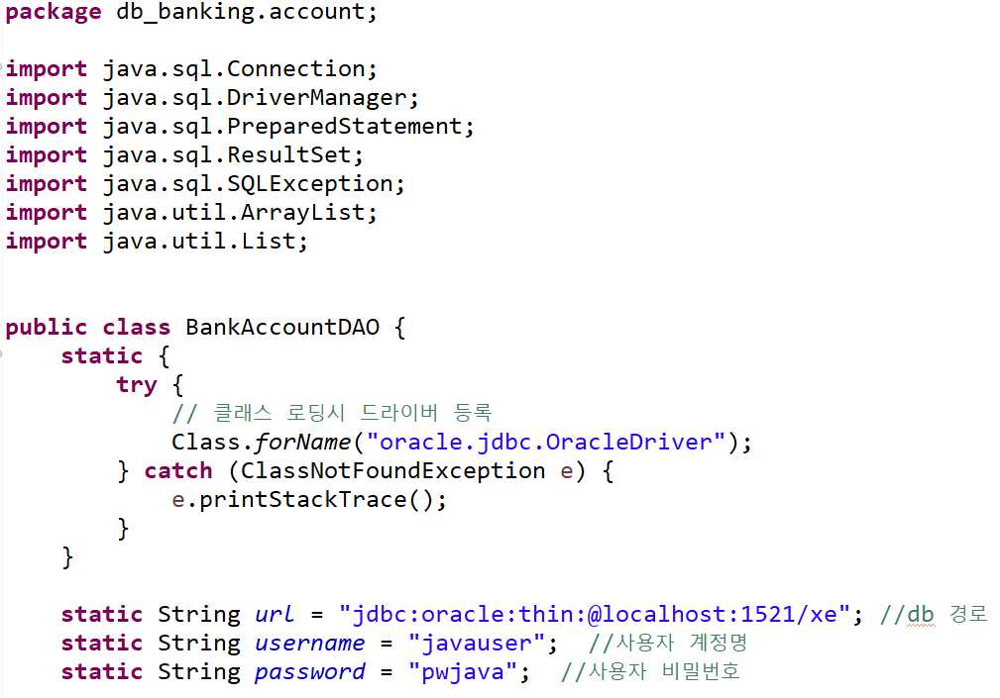 package db_banking.account;
import java.sql.Connection;
import java.sql.DriverManager;
import java.sql.PreparedStatement;
import java.sql.ResultSet;
import java.sql.SQLException;
import java.util.ArrayList;
import java.util.List;
public class BankAccountDAO {
    static {
        try {
            // 클래스 로딩시 드라이버 등록
            Class.forName("oracle.jdbc.OracleDriver");
        } catch (ClassNotFoundException e) {
            e.printStackTrace();
        }
    }
    static String url = "jdbc:oracle:thin:@localhost:1521/xe"; //db 경로
    static String username = "javauser";  //사용자 계정명
    static String password = "pwjava";  //사용자 비밀번호